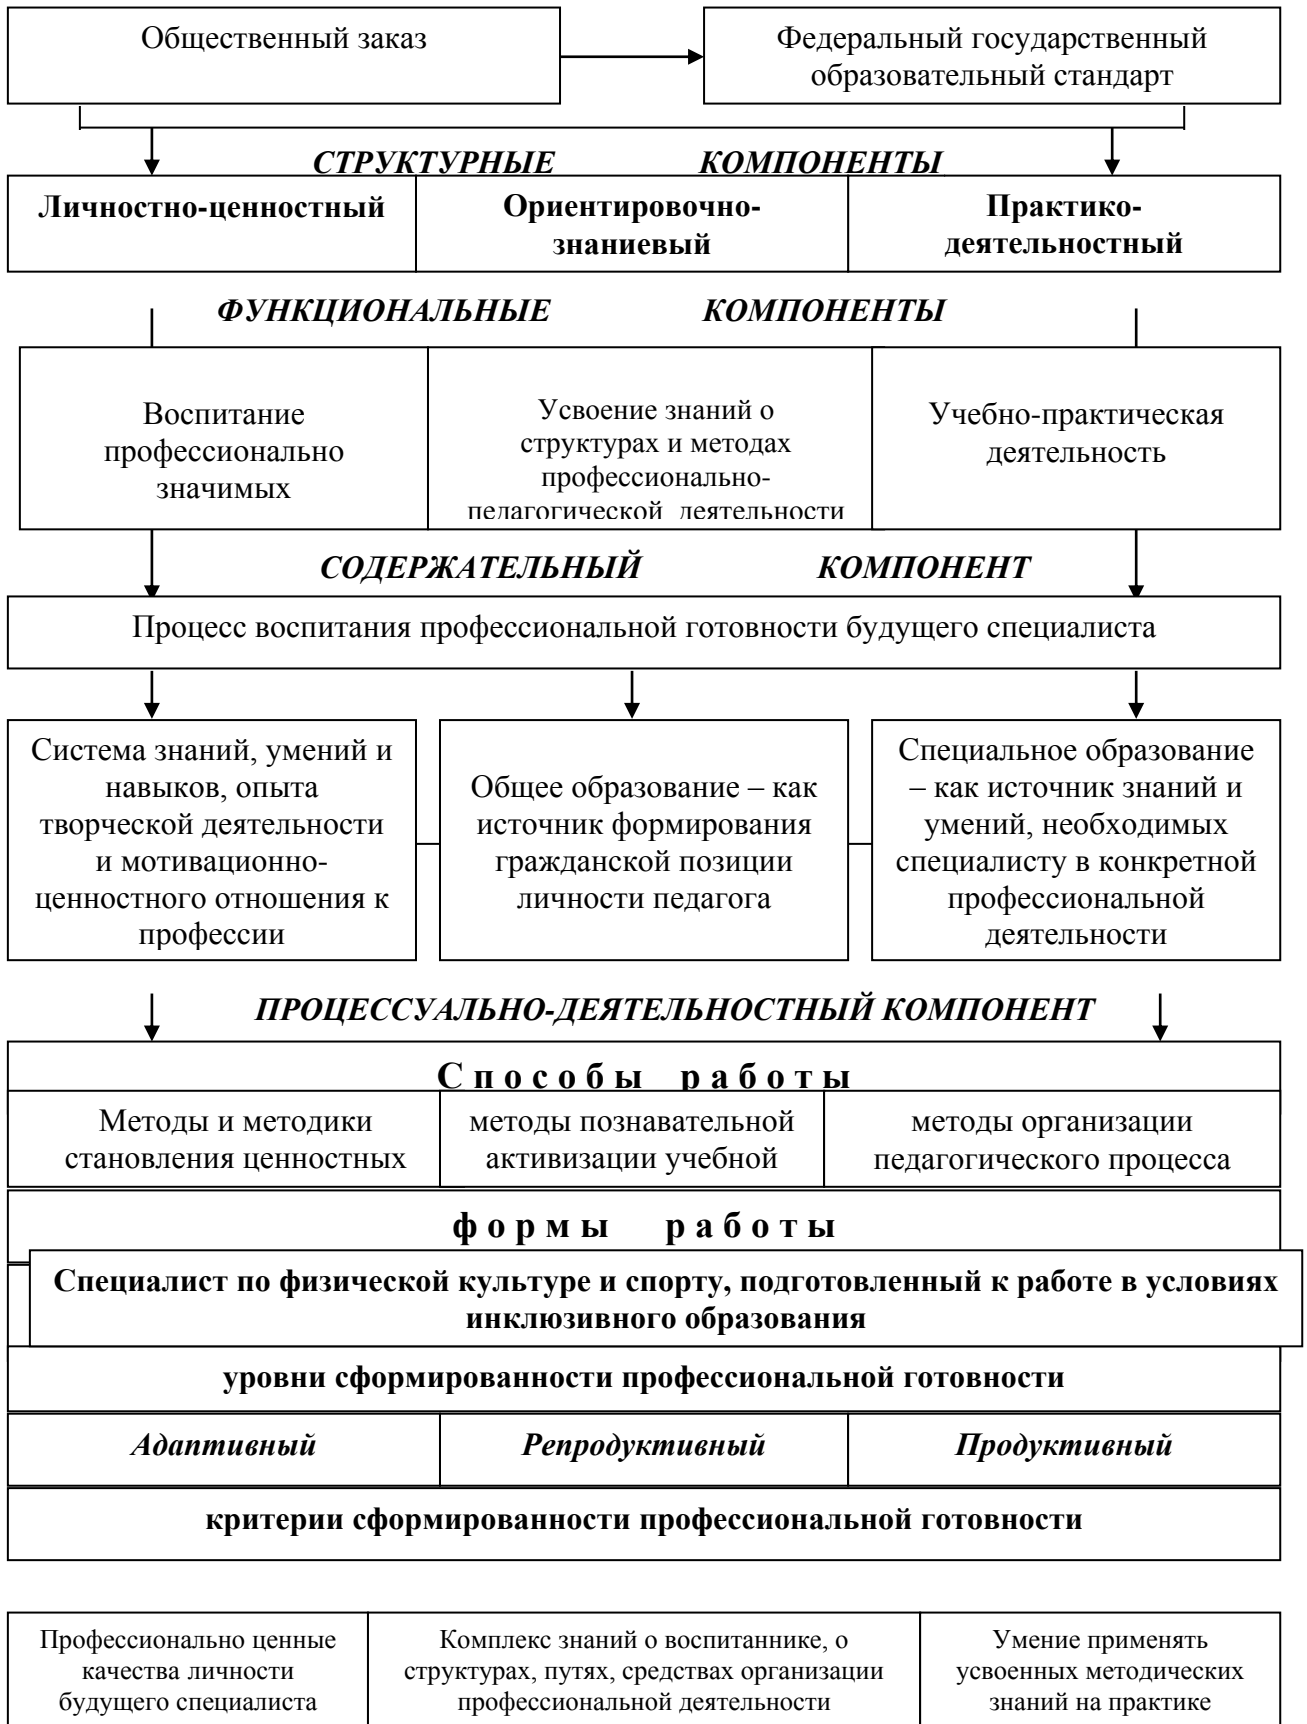 Общественный заказ
Федеральный государственный
образовательный стандарт
СТРУКТУРНЫЕ КОМПОНЕНТЫ
Личностно-ценностный
Ориентировочно-
знаниевый
Практико-
деятельностный
ФУНКЦИОНАЛЬНЫЕ КОМПОНЕНТЫ
Воспитание
профессионально
значимых
Усвоение знаний о
структурах и методах
профессионально-
педагогической деятельности
Учебно-практическая
деятельность
СОДЕРЖАТЕЛЬНЫЙ КОМПОНЕНТ
Процесс воспитания профессиональной готовности будущего специалиста
Система знаний, умений и
навыков, опыта
творческой деятельности
и мотивационно-
ценностного отношения к
профессии
Общее образование – как
источник формирования
гражданской позиции
личности педагога
Специальное образование
– как источник знаний и
умений, необходимых
специалисту в конкретной
профессиональной
деятельности
ПРОЦЕССУАЛЬНО-ДЕЯТЕЛЬНОСТНЫЙ КОМПОНЕНТ
С п о с о б ы р а б о т ы
Методы и методики
становления ценностных
методы познавательной
активизации учебной
методы организации
педагогического процесса
ф о р м ы р а б о т ы
Специалист по физической культуре и спорту, подготовленный к работе в условиях
инклюзивного образования
уровни сформированности профессиональной готовности
Адаптивный
Репродуктивный
Продуктивный
критерии сформированности профессиональной готовности
Профессионально ценные
качества личности
будущего специалиста
Комплекс знаний о воспитаннике, о
структурах, путях, средствах организации
профессиональной деятельности
Умение применять
усвоенных методических
знаний на практике